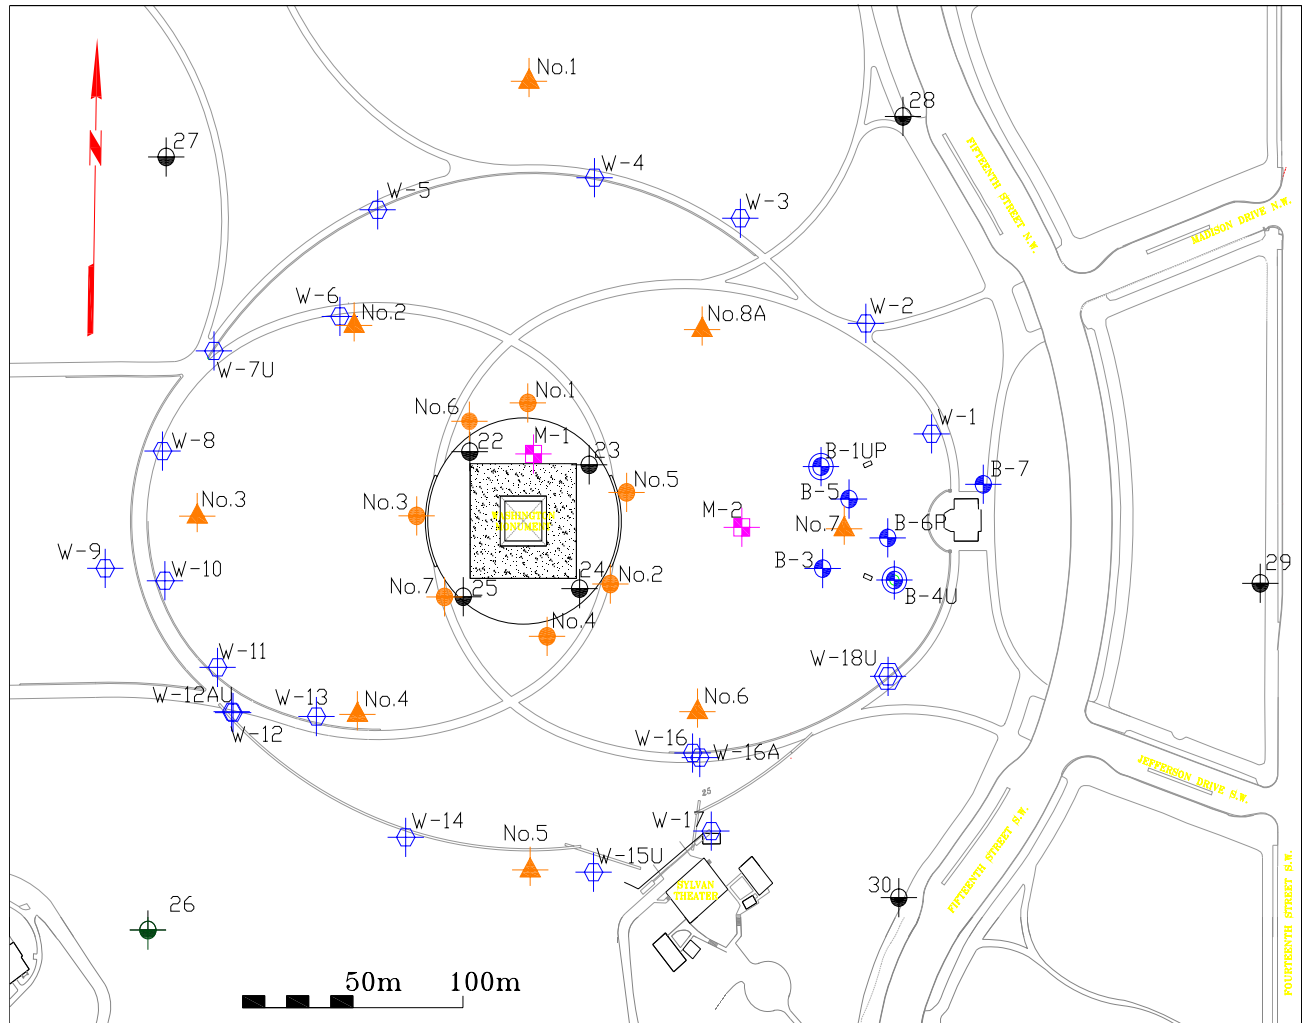 No.1
28
27
W-4
W-5
W-3
FIFTEENTH STREET N.W.
MADISON DRIVE N.W.
W-6
No.2
No.8A
W-2
W-7U
No.1
No.6
W-1
W-8
22
M-1
23
B-1UP
B-7
No.5
B-5
No.3
No.3
M-2
No.7
B-6P
WASHINGTON
MONUMENT
W-9
W-10
B-3
29
No.7
25
24
No.2
B-4U
No.4
W-11
W-18U
W-12AU
W-13
No.4
No.6
W-12
W-16
W-16A
JEFFERSON DRIVE N.W.
25
W-14
No.5
W-17
W-15U
FIFTEENTH STREET N.W.
SYLVAN
THEATER
30
26
FOURTEENTH STREET N.W.
50m
100m
N